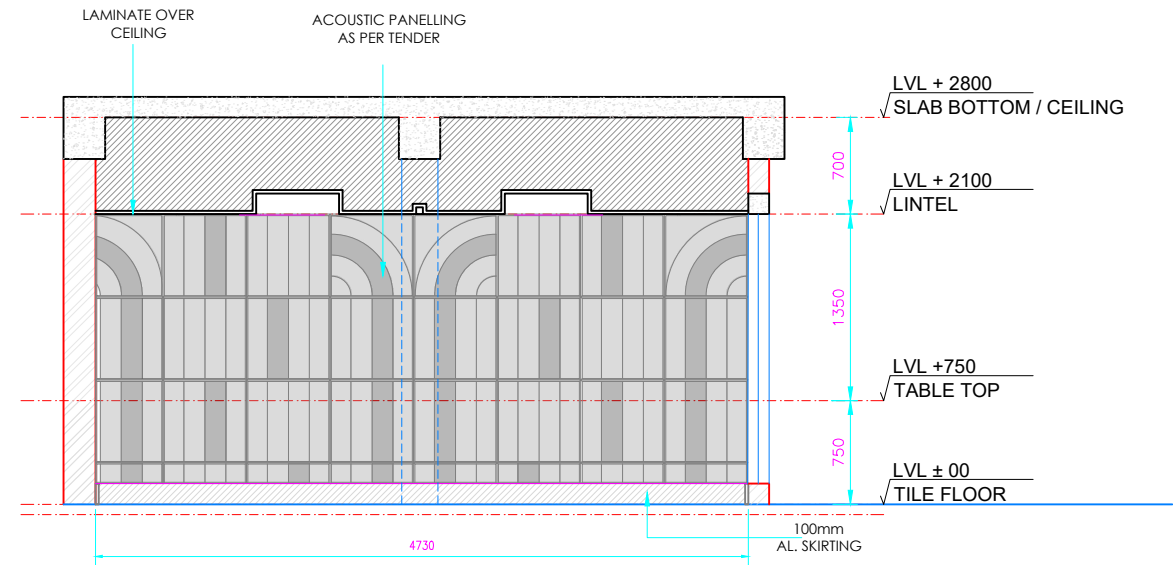 LAMINATE OVER
CEILING
ACOUSTIC PANELLING
AS PER TENDER
LVL + 2800
SLAB BOTTOM / CEILING
700
LVL + 2100
LINTEL
1350
LVL +750
TABLE TOP
750
LVL ± 00
TILE FLOOR
100mm
AL. SKIRTING
4730